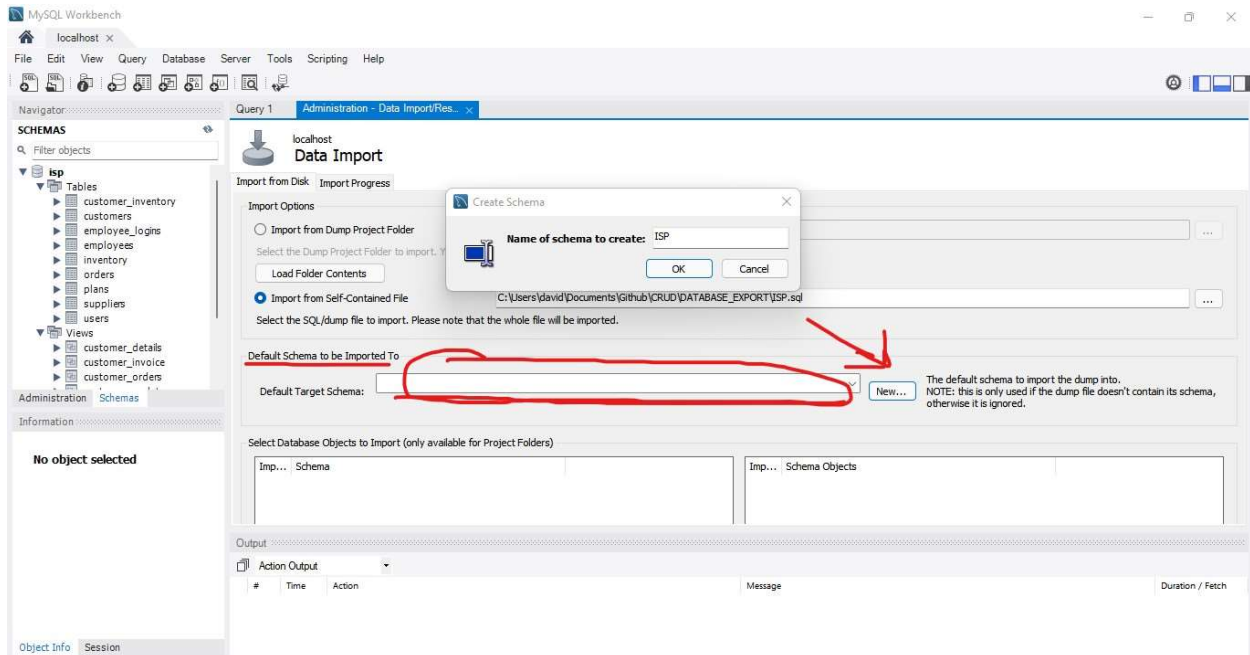 MySQL Workbench
localhost
File Edit View Query Database Server Tools Scripting Help
Navigator
SCHEMAS
Filter objects
isp
Tables
customer_inventory
customers
employee_logins
employees
inventory
orders
plans
suppliers
users
Views
customer_details
customer_invoice
customer_orders
Administration Schemas
Information
No object selected
Object Info Session
Query 1 Administration - Data Import/Res...
localhost
Data Import
Import from Disk Import Progress
Import Options
Import from Dump Project Folder
...
Select the Dump Project Folder to import. Y
Load Folder Contents
Import from Self-Contained File C:\Users\david\Documents\Github\CRUD\DATABASE_EXPORT\ISP.sql ...
Select the SQL/dump file to import. Please note that the whole file will be imported.
Create Schema
Name of schema to create: ISP
OK Cancel
Default Schema to be Imported To
Default Target Schema: New...
The default schema to import the dump into.
NOTE: this is only used if the dump file doesn't contain its schema,
otherwise it is ignored.
Select Database Objects to Import (only available for Project Folders)
Imp... Schema
Imp... Schema Objects
Output
Action Output
# Time Action Message Duration / Fetch